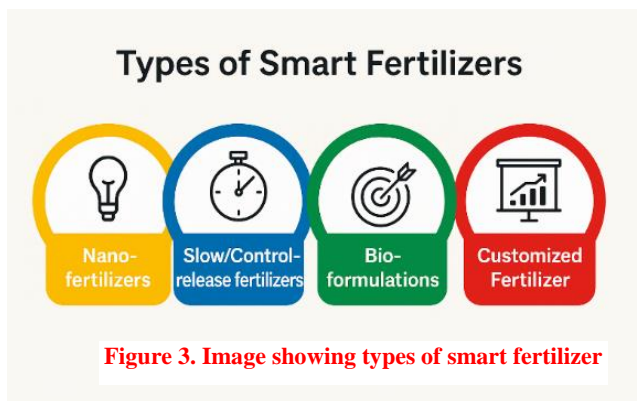 Types of Smart Fertilizers
Nano-
fertilizers
Slow/Control-
release fertilizers
Bio-
formulations
Customized
Fertilizer
Figure 3. Image showing types of smart fertilizer